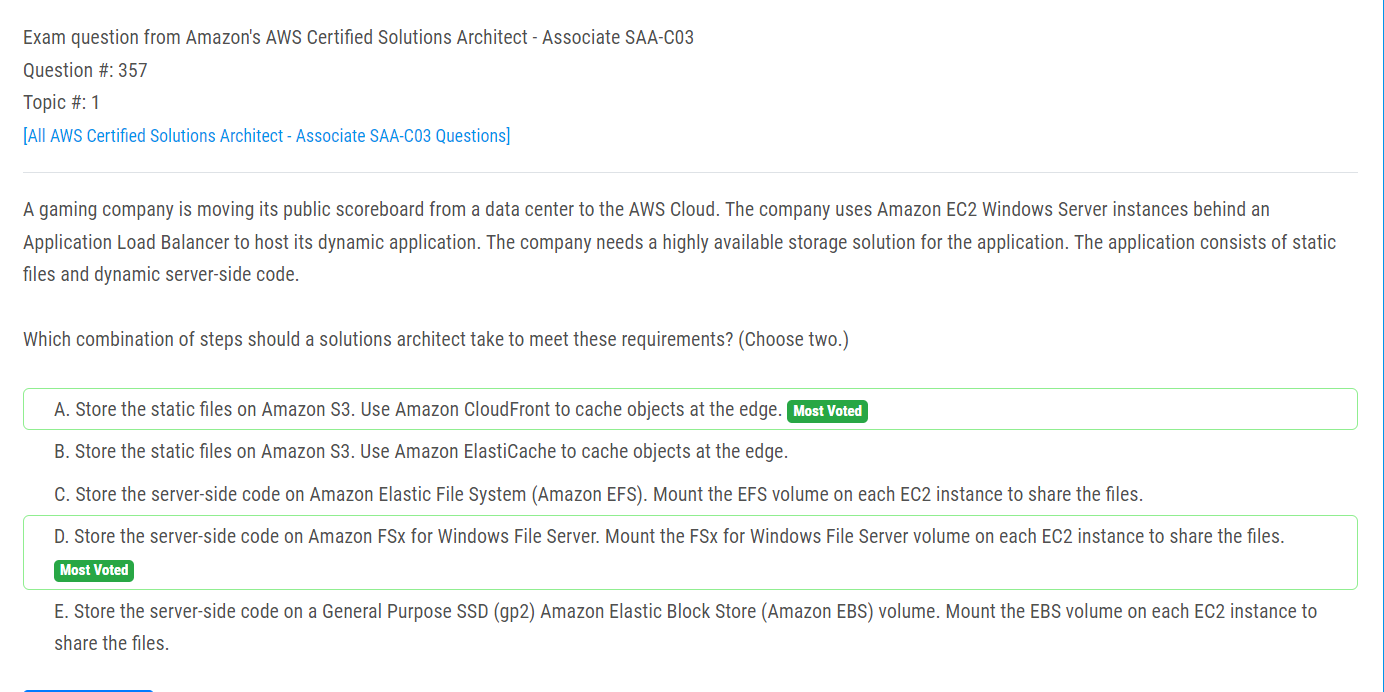 Exam question from Amazon's AWS Certified Solutions Architect - Associate SAA-C03
Question #: 357
Topic #: 1
[All AWS Certified Solutions Architect - Associate SAA-C03 Questions]
A gaming company is moving its public scoreboard from a data center to the AWS Cloud. The company uses Amazon EC2 Windows Server instances behind an
Application Load Balancer to host its dynamic application. The company needs a highly available storage solution for the application. The application consists of static
files and dynamic server-side code.
Which combination of steps should a solutions architect take to meet these requirements? (Choose two.)
A. Store the static files on Amazon S3. Use Amazon CloudFront to cache objects at the edge. Most Voted
B. Store the static files on Amazon S3. Use Amazon ElastiCache to cache objects at the edge.
C. Store the server-side code on Amazon Elastic File System (Amazon EFS). Mount the EFS volume on each EC2 instance to share the files.
D. Store the server-side code on Amazon FSx for Windows File Server. Mount the FSx for Windows File Server volume on each EC2 instance to share the files.
Most Voted
E. Store the server-side code on a General Purpose SSD (gp2) Amazon Elastic Block Store (Amazon EBS) volume. Mount the EBS volume on each EC2 instance to
share the files.